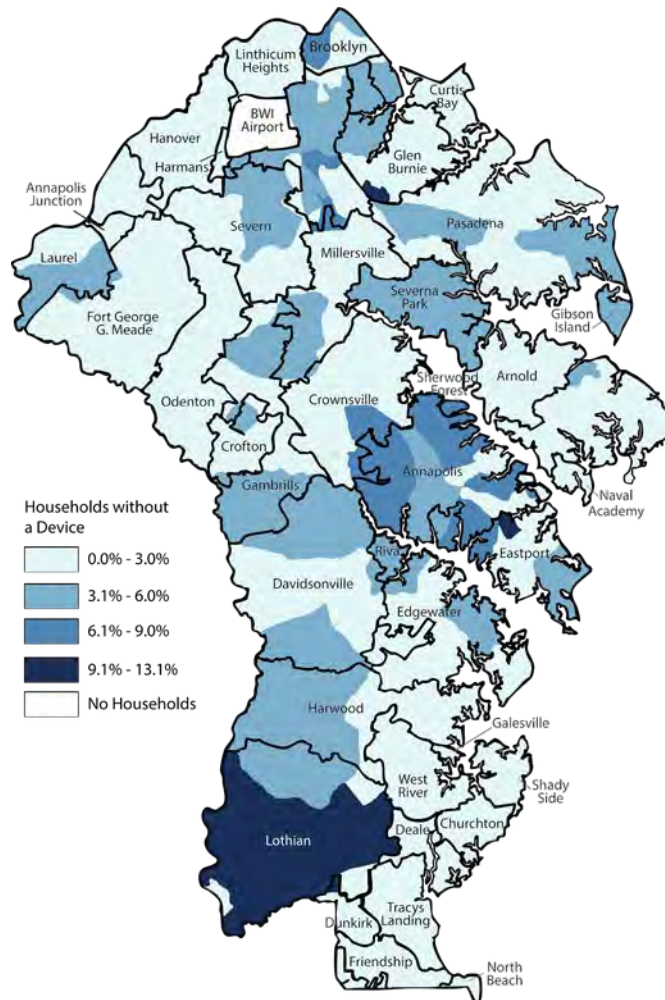 Brooklyn
Linthicum
Heights
Curtis
Bay
BWI
Airport
Hanover
Glen
Burnie
Harmans
Annapolis
Junction
Severn
Pasadena
Laurel
Millersville
Severna
Park
Fort George
G. Meade
Gibson
Island
Sherwood
Forest
Arnold
Odenton
Crownsville
Crofton
Annapolis
Gambrills
Naval
Academy
Households without
a Device
0.0% - 3.0%
3.1% - 6.0%
6.1% - 9.0%
9.1% - 13.1%
No Households
Eastport
Riva
Davidsonville
Edgewater
Harwood
Galesville
West
River
Shady
Side
Lothian
Deale
Churchton
Tracys
Landing
Dunkirk
Friendship
North
Beach